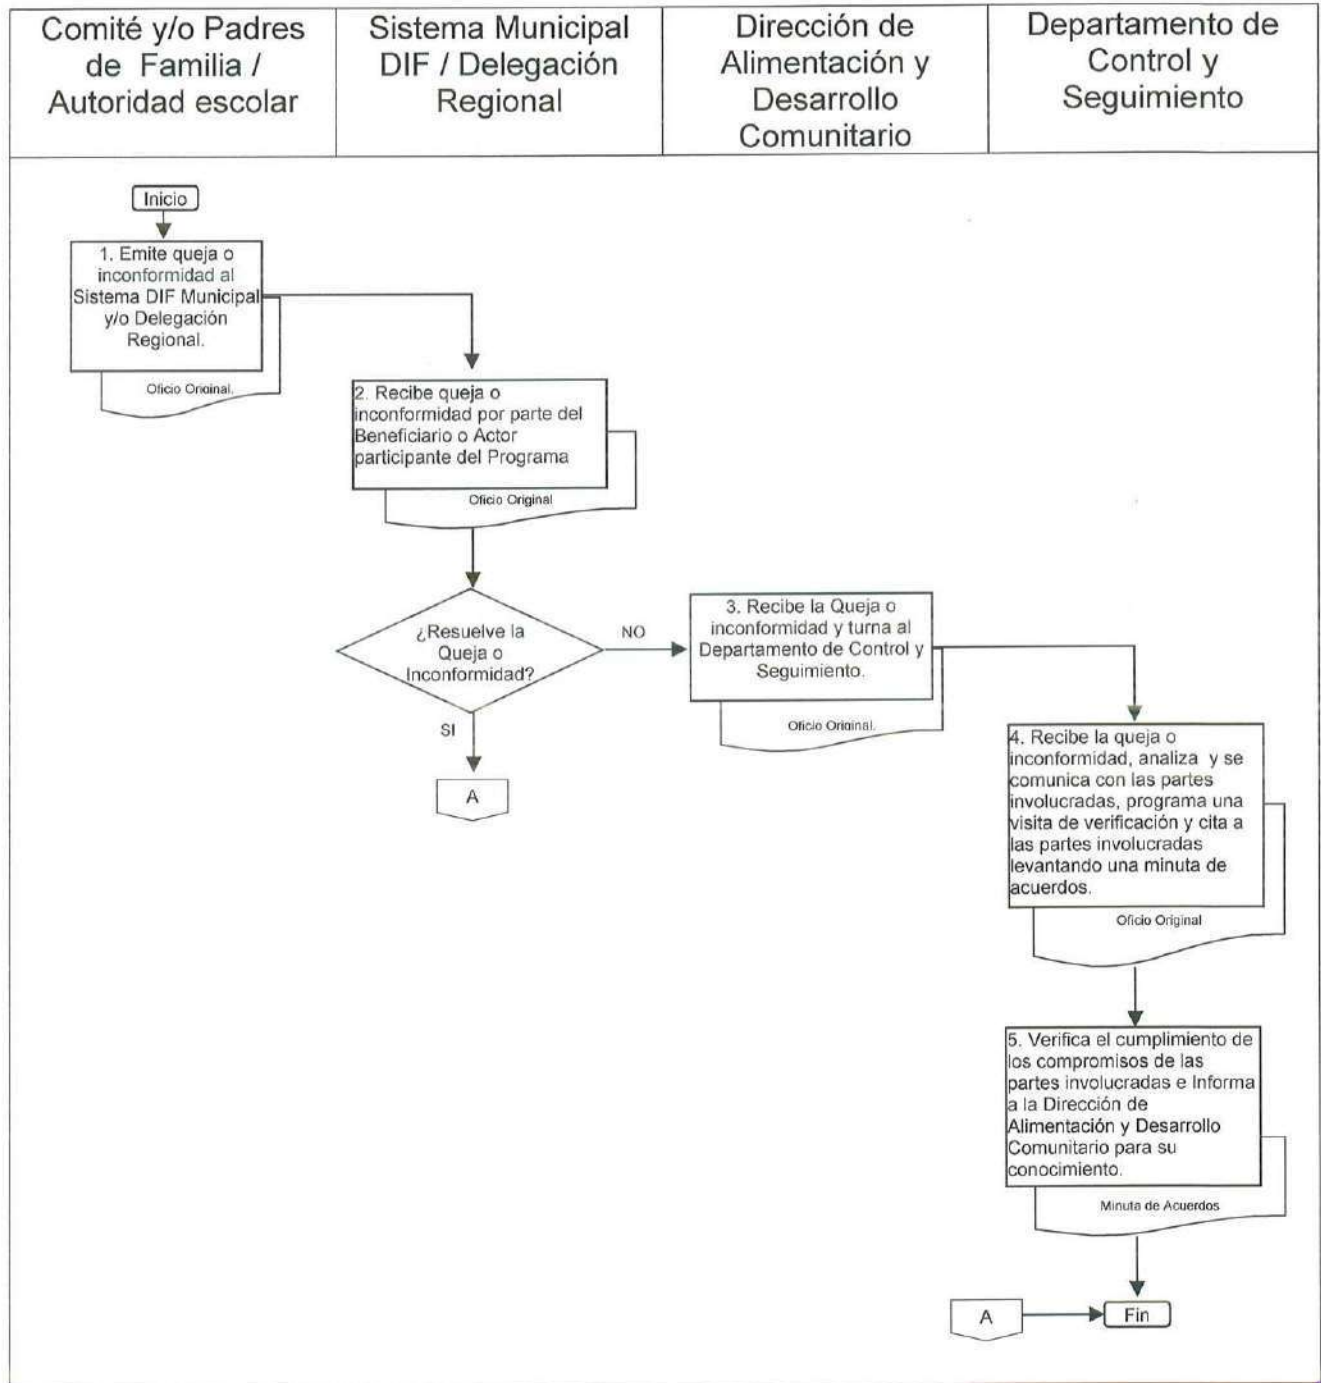 Comité y/o Padres
de Familia /
Autoridad escolar
Sistema Municipal
DIF / Delegación
Regional
Dirección de
Alimentación y
Desarrollo
Comunitario
Departamento de
Control y
Seguimiento
Inicio
1. Emite queja o
inconformidad al
Sistema DIF Municipal
y/o Delegación
Regional.
Oficio Original.
2. Recibe queja o
inconformidad por parte del
Beneficiario o Actor
participante del Programa
Oficio Original
¿Resuelve la
Queja o
Inconformidad?
NO
SI
A
3. Recibe la Queja o
inconformidad y turna al
Departamento de Control y
Seguimiento.
Oficio Original.
4. Recibe la queja o
inconformidad, analiza y se
comunica con las partes
involucradas, programa una
visita de verificación y cita a
las partes involucradas
levantando una minuta de
acuerdos.
Oficio Original
5. Verifica el cumplimiento de
los compromisos de las
partes involucradas e Informa
a la Dirección de
Alimentación y Desarrollo
Comunitario para su
conocimiento.
Minuta de Acuerdos
A
Fin